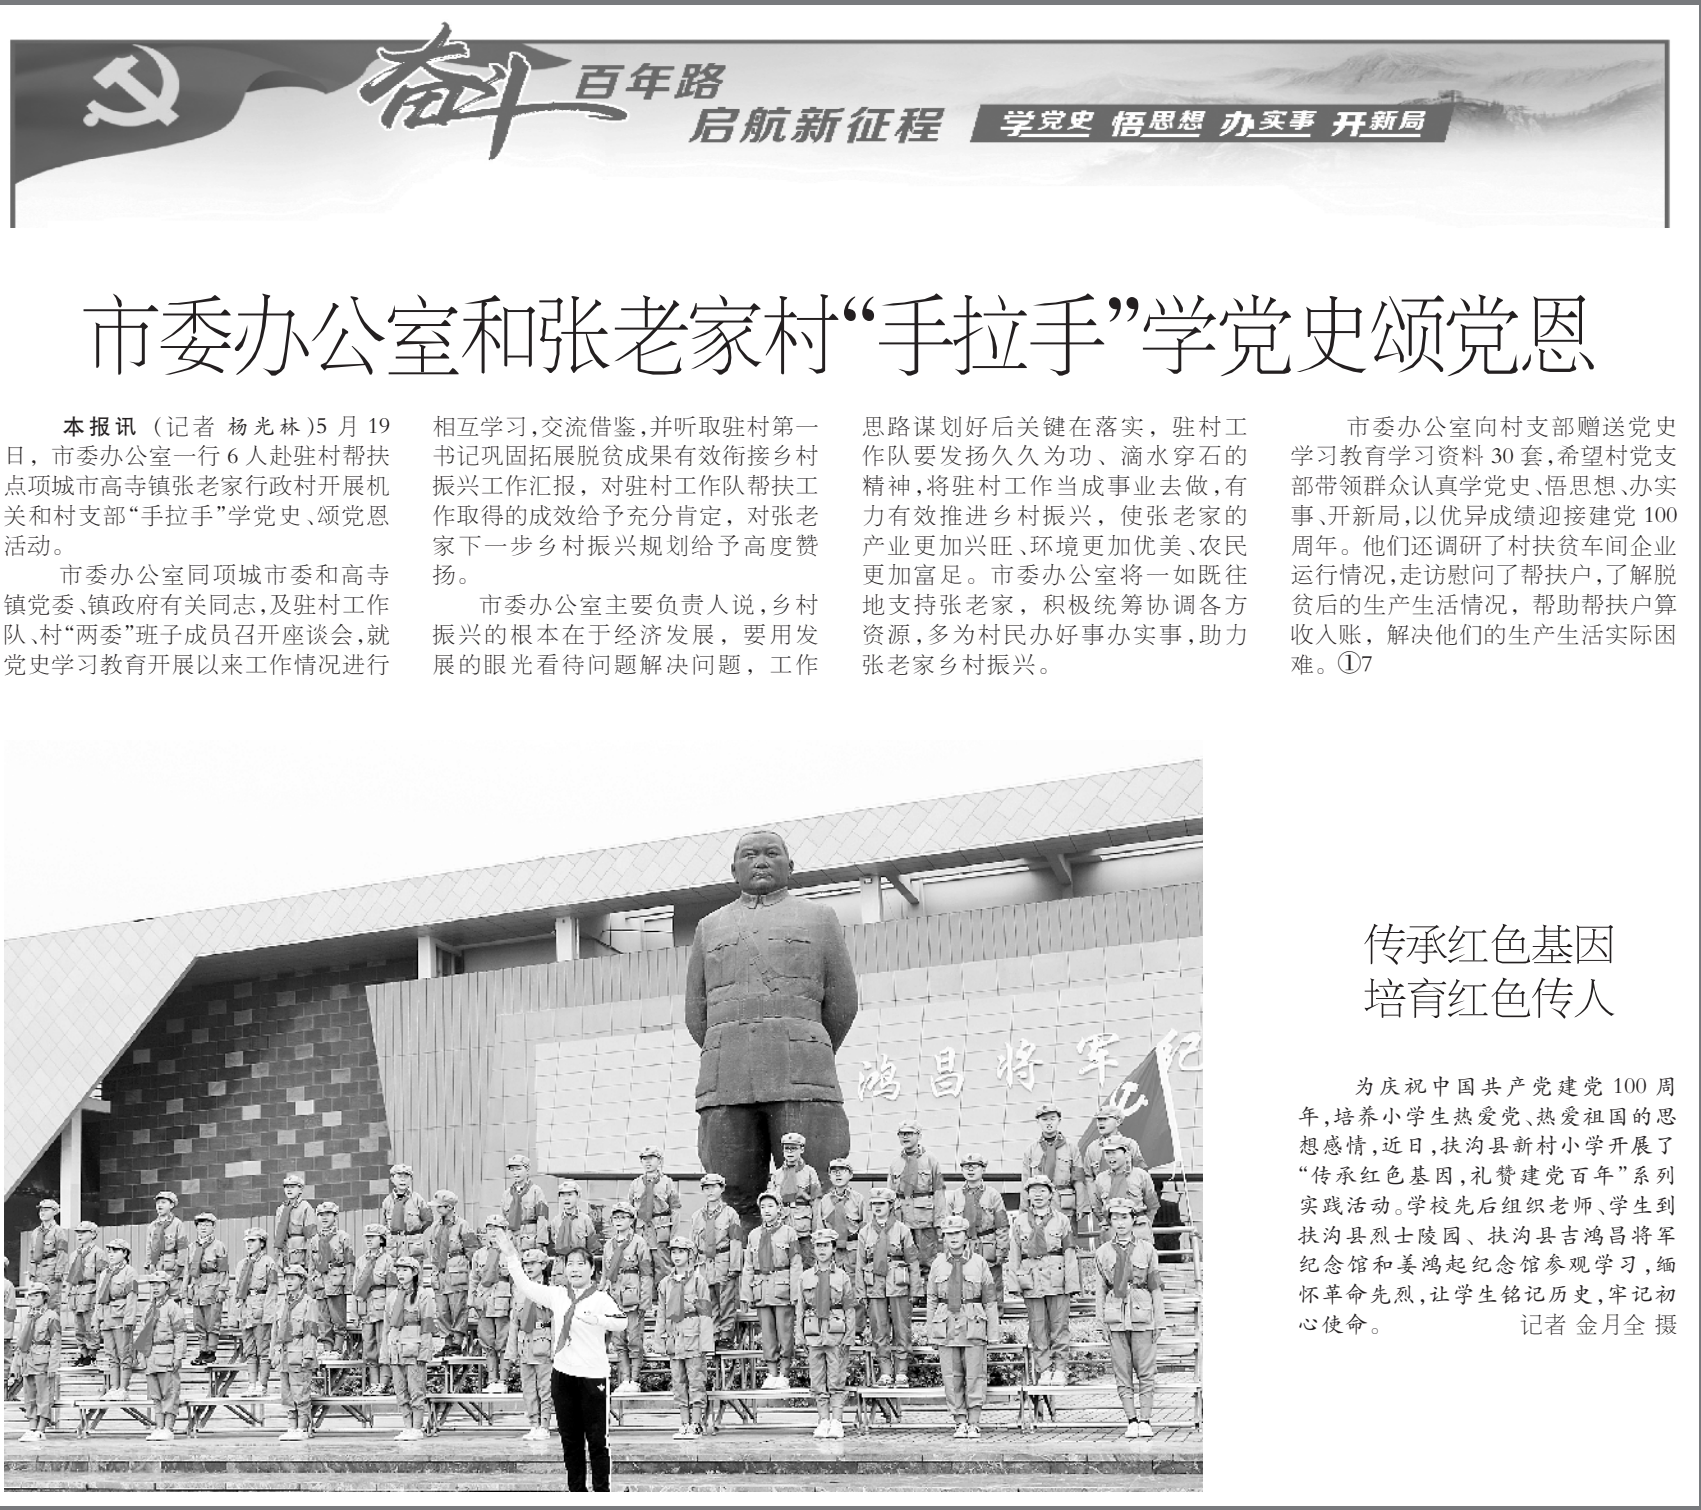 奋斗百年路
启航新征程
学党史 悟思想 办实事 开新局
市委办公室和张老家村“手拉手”学党史颂党恩
本报讯 （记者 杨光林）5 月 19
日，市委办公室一行 6 人赴驻村帮扶
点项城市高寺镇张老家行政村开展机
关和村支部“手拉手”学党史、颂党恩
活动。
市委办公室同项城市委和高寺
镇党委、镇政府有关同志，及驻村工作
队、村“两委”班子成员召开座谈会，就
党史学习教育开展以来工作情况进行
相互学习，交流借鉴，并听取驻村第一
书记巩固拓展脱贫成果有效衔接乡村
振兴工作汇报，对驻村工作队帮扶工
作取得的成效给予充分肯定，对张老
家下一步乡村振兴规划给予高度赞
扬。
市委办公室主要负责人说，乡村
振兴的根本在于经济发展，要用发
展的眼光看待问题解决问题，工作
思路谋划好后关键在落实，驻村工
作队要发扬久久为功、滴水穿石的
精神，将驻村工作当成事业去做，有
力有效推进乡村振兴，使张老家的
产业更加兴旺、环境更加优美、农民
更加富足。市委办公室将一如既往
地支持张老家，积极统筹协调各方
资源，多为村民办好事办实事，助力
张老家乡村振兴。
市委办公室向村支部赠送党史
学习教育学习资料 30 套，希望村党支
部带领群众认真学党史、悟思想、办实
事、开新局，以优异成绩迎接建党 100
周年。他们还调研了村扶贫车间企业
运行情况，走访慰问了帮扶户，了解脱
贫后的生产生活情况，帮助帮扶户算
收入账，解决他们的生产生活实际困
难。①7
鸿昌将军纪
传承红色基因
培育红色传人
为庆祝中国共产党建党 100 周
年，培养小学生热爱党、热爱祖国的思
想感情，近日，扶沟县新村小学开展了
“传承红色基因，礼赞建党百年”系列
实践活动。学校先后组织老师、学生到
扶沟县烈士陵园、扶沟县吉鸿昌将军
纪念馆和姜鸿起纪念馆参观学习，缅
怀革命先烈，让学生铭记历史，牢记初
心使命。 记者 金月全 摄